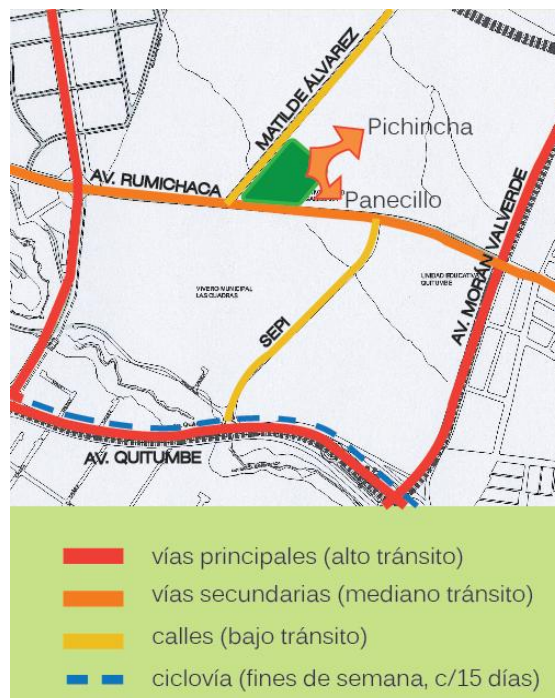 MATILDE ÁLVAREZ
Pichincha
Panecillo
AV. RUMICHACA
AV. MORÁN VALVERDE
VIVERO MUNICIPAL
LAS CUADRAS
UNIDAD EDUCATIVA
QUITUMBE
SEPI
AV. QUITUMBE
vías principales (alto tránsito)
vías secundarias (mediano tránsito)
calles (bajo tránsito)
ciclovía (fines de semana, c/15 días)